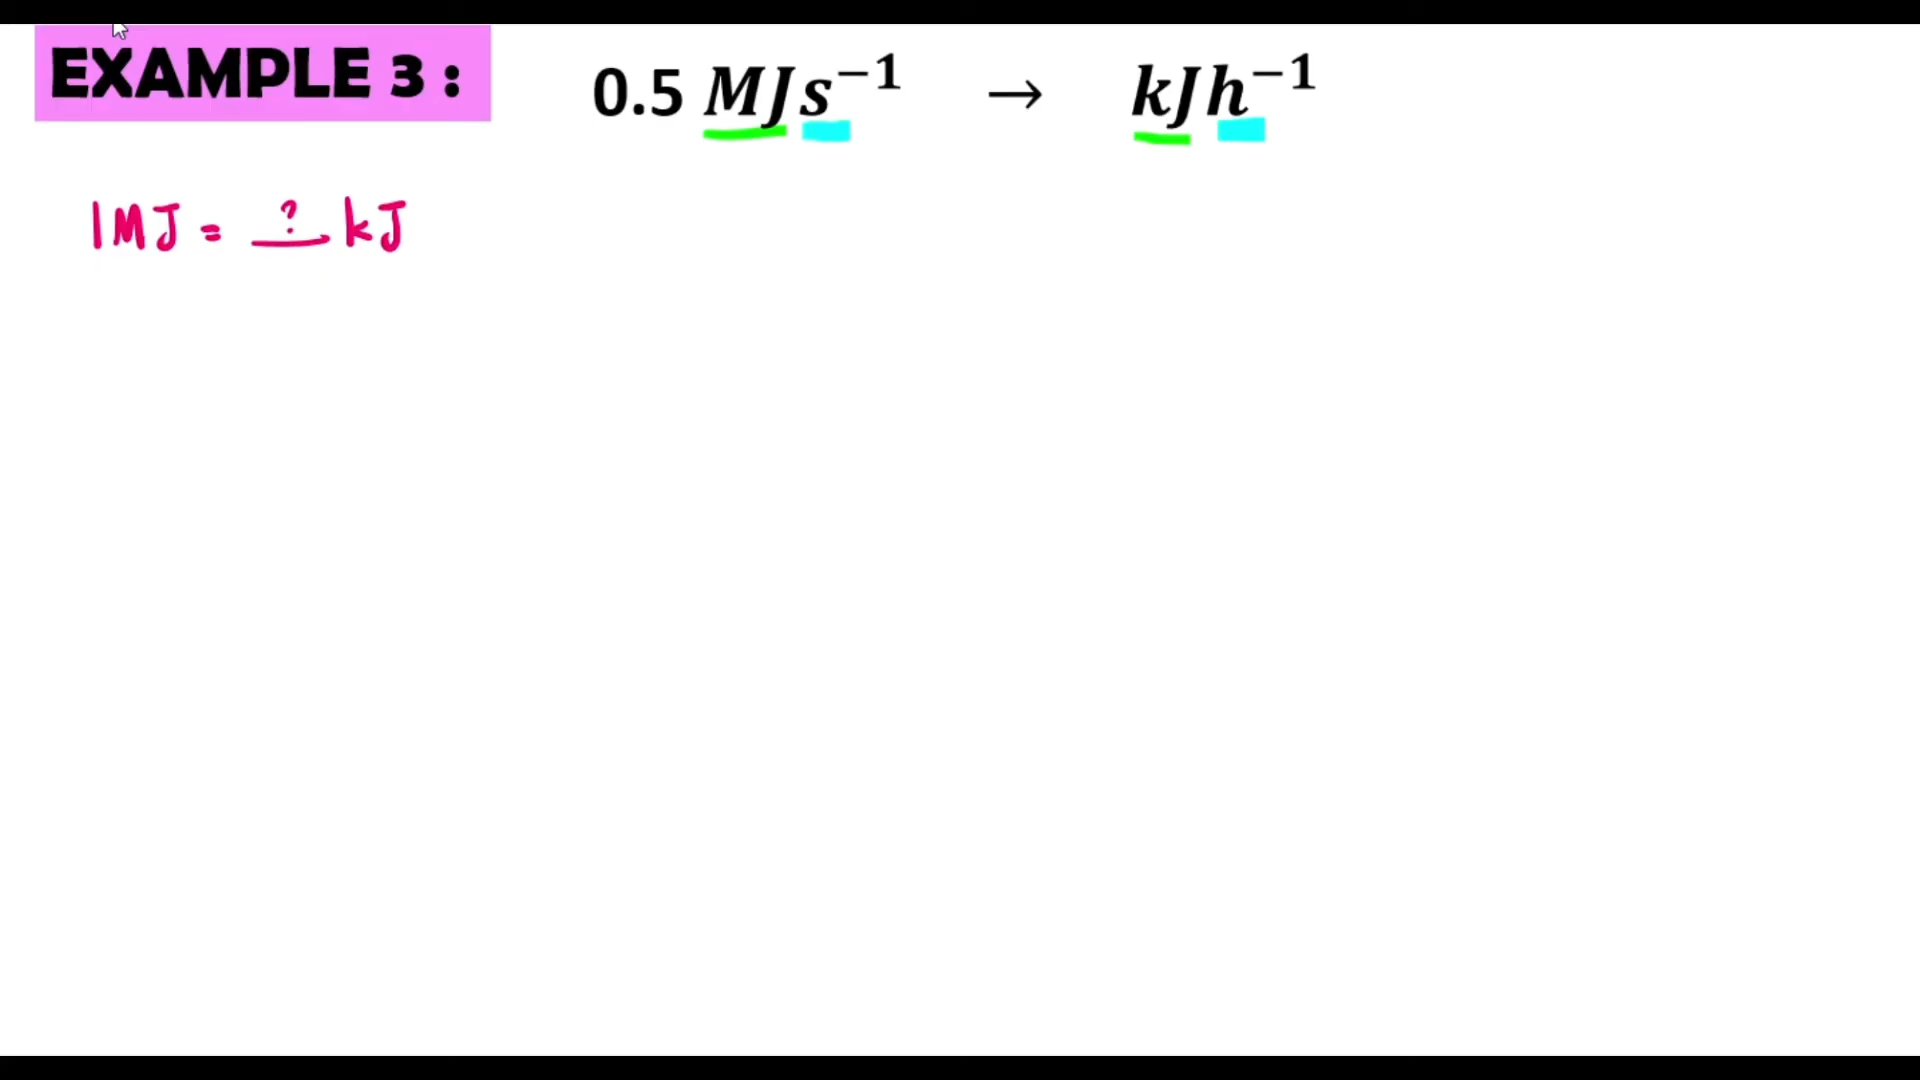 EXAMPLE 3 : 0.5 MJs⁻¹ → kJh⁻¹
1MJ = ? kJ